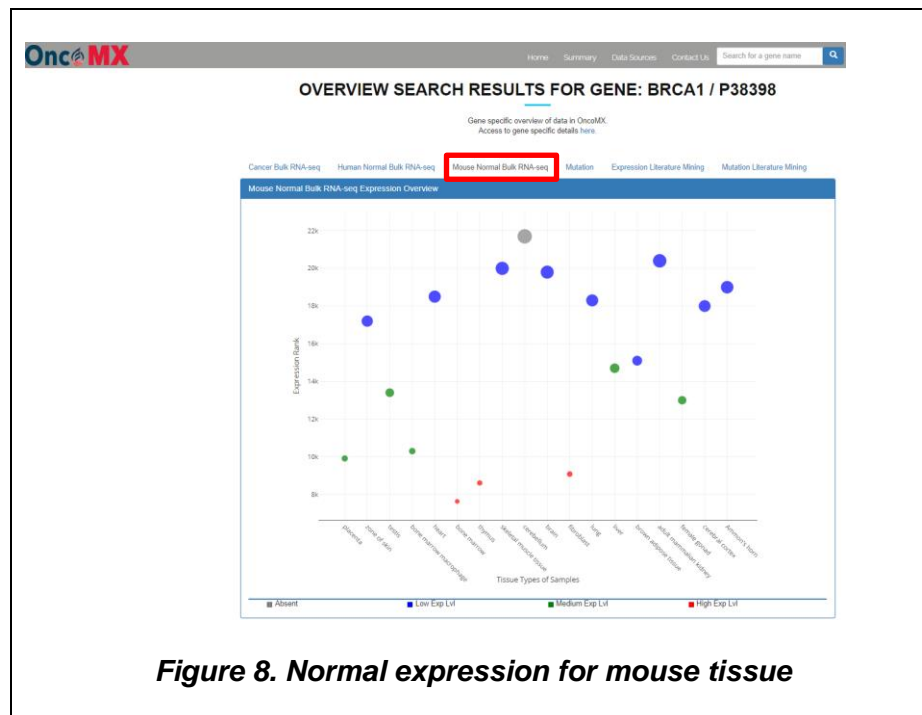 OncoMX
Home Summary Data Sources Contact Us Search for a gene name
OVERVIEW SEARCH RESULTS FOR GENE: BRCA1 / P38398
Gene specific overview of data in OncoMX.
Access to gene specific details here.
Cancer Bulk RNA-seq Human Normal Bulk RNA-seq Mouse Normal Bulk RNA-seq Mutation Expression Literature Mining Mutation Literature Mining
Mouse Normal Bulk RNA-seq Expression Overview
22k
20k
18k
16k
14k
12k
10k
8k
Expression Rank
placenta
zone of skin
testis
bone marrow macrophage
heart
bone marrow
thymus
skeletal muscle tissue
cerebellum
brain
fibroblast
lung
liver
brown adipose tissue
adult mammalian kidney
female gonad
cerebral cortex
Ammon's horn
Tissue Types of Samples
Absent Low Exp Lvl Medium Exp Lvl High Exp Lvl
Figure 8. Normal expression for mouse tissue